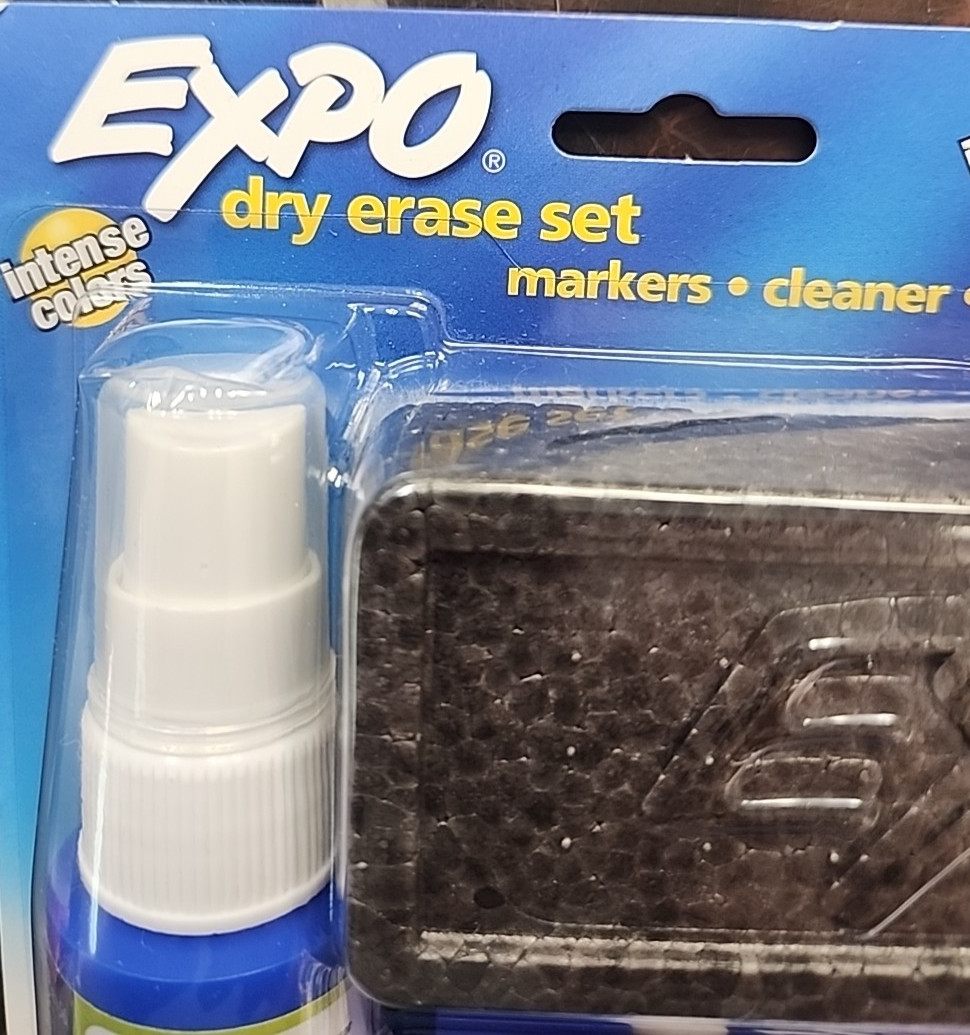 EXPO®
dry erase set
markers • cleaner •
intense
colors